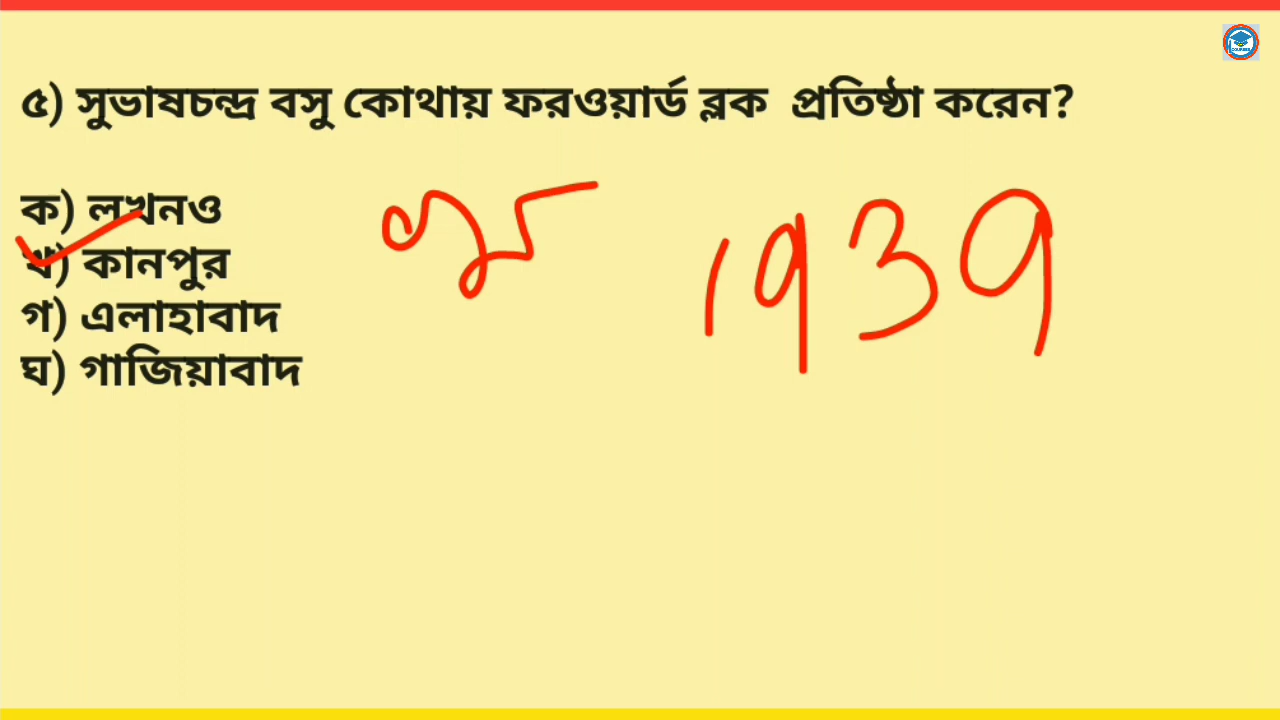 ৫) সুভাষচন্দ্র বসু কোথায় ফরওয়ার্ড ব্লক প্রতিষ্ঠা করেন?
ক) লখনও
খ) কানপুর
গ) এলাহাবাদ
ঘ) গাজিয়াবাদ
1939